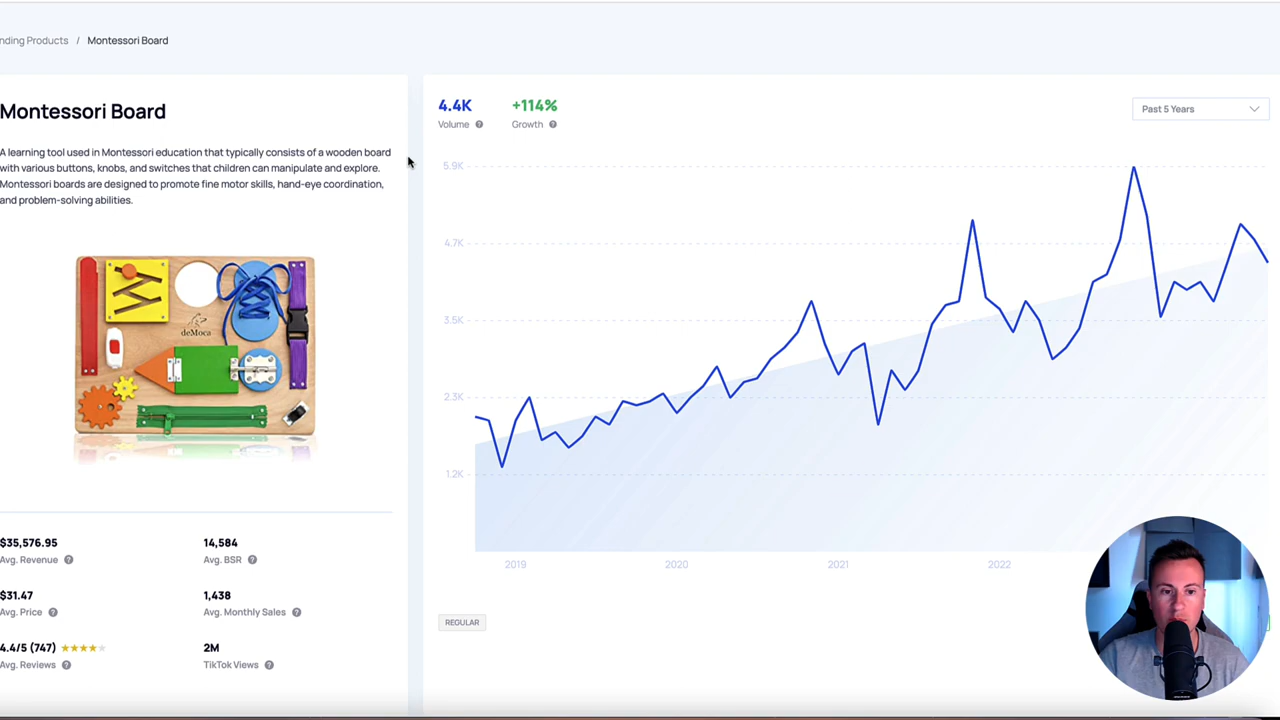 nding Products / Montessori Board
Montessori Board
A learning tool used in Montessori education that typically consists of a wooden board
with various buttons, knobs, and switches that children can manipulate and explore.
Montessori boards are designed to promote fine motor skills, hand-eye coordination,
and problem-solving abilities.
deMoca
$35,576.95
Avg. Revenue
14,584
Avg. BSR
$31.47
Avg. Price
1,438
Avg. Monthly Sales
4.4/5 (747)
Avg. Reviews
2M
TikTok Views
4.4K
Volume
+114%
Growth
Past 5 Years
5.9K
4.7K
3.5K
2.3K
1.2K
2019 2020 2021 2022
REGULAR